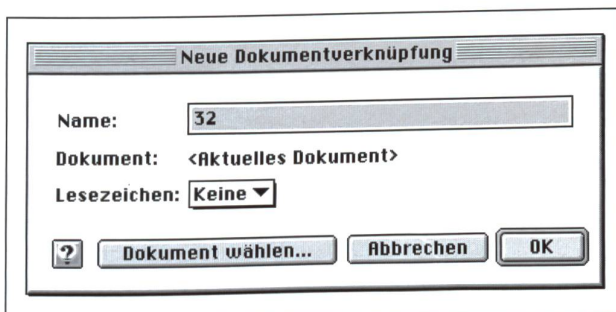 Neue Dokumentverknüpfung
Name: 32
Dokument: <Aktuelles Dokument>
Lesezeichen: Keine
? Dokument wählen... Abbrechen OK